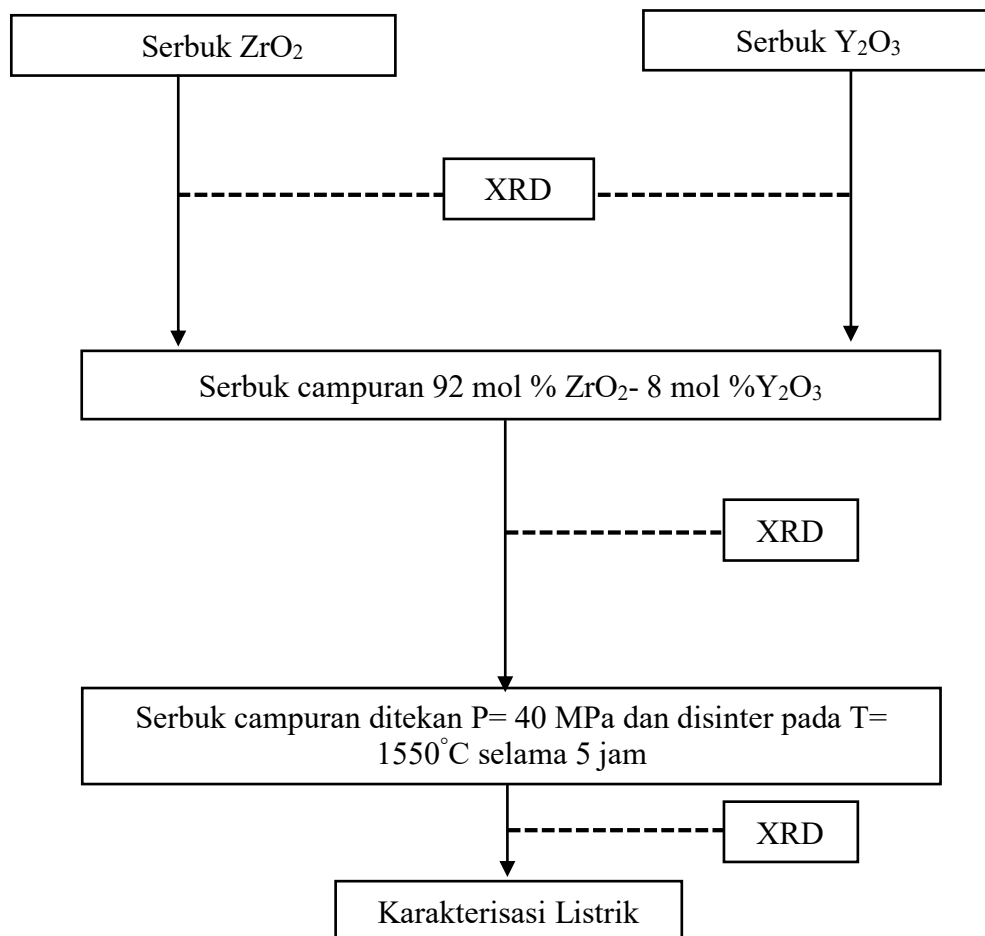 Serbuk ZrO₂
Serbuk Y₂O₃
XRD
Serbuk campuran 92 mol % ZrO₂- 8 mol %Y₂O₃
XRD
Serbuk campuran ditekan P= 40 MPa dan disinter pada T=
1550°C selama 5 jam
XRD
Karakterisasi Listrik